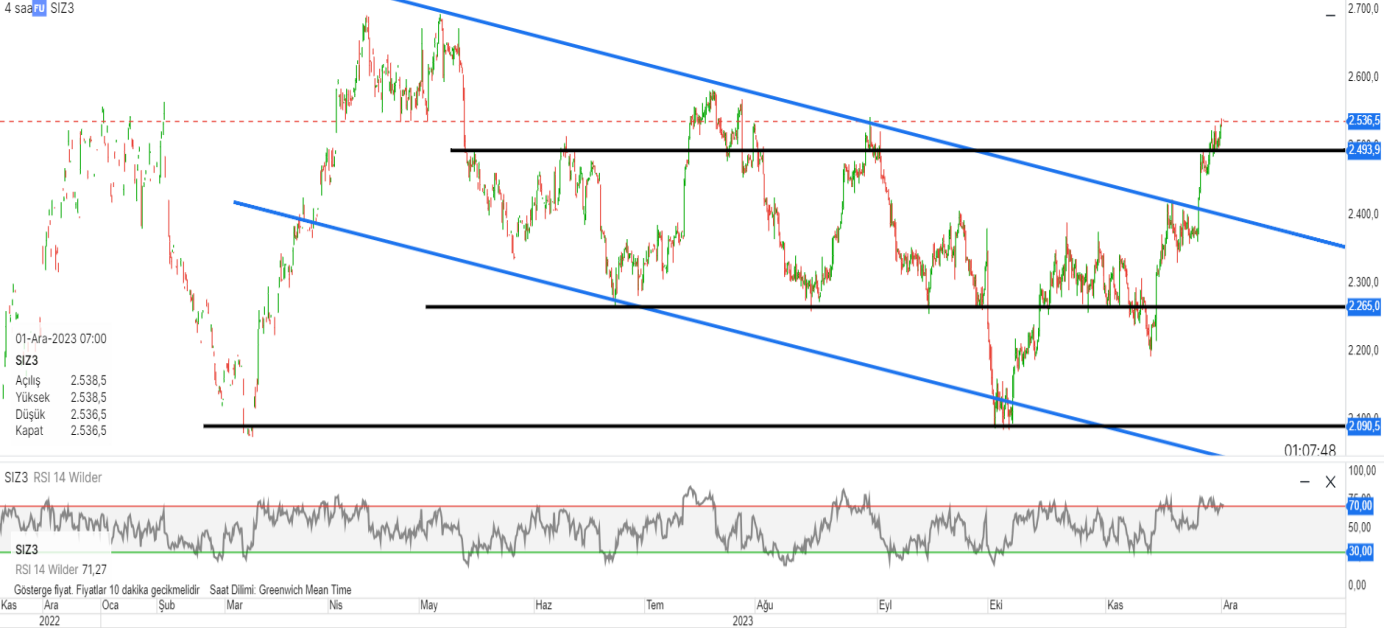 4 saa FU SIZ3
2.700,0
2.600,0
2.536,5
2.493,9
2.400,0
2.300,0
2.265,0
2.200,0
2.090,5
01-Ara-2023 07:00
SIZ3
Açılış 2.538,5
Yüksek 2.538,5
Düşük 2.536,5
Kapat 2.536,5
01:07:48
SIZ3 RSI 14 Wilder
100,00
70,00
50,00
30,00
0,00
SIZ3
RSI 14 Wilder 71,27
Gösterge fiyat. Fiyatlar 10 dakika gecikmelidir Saat Dilimi: Greenwich Mean Time
Kas Ara Oca Şub Mar Nis May Haz Tem Ağu Eyl Eki Kas Ara
2022 2023